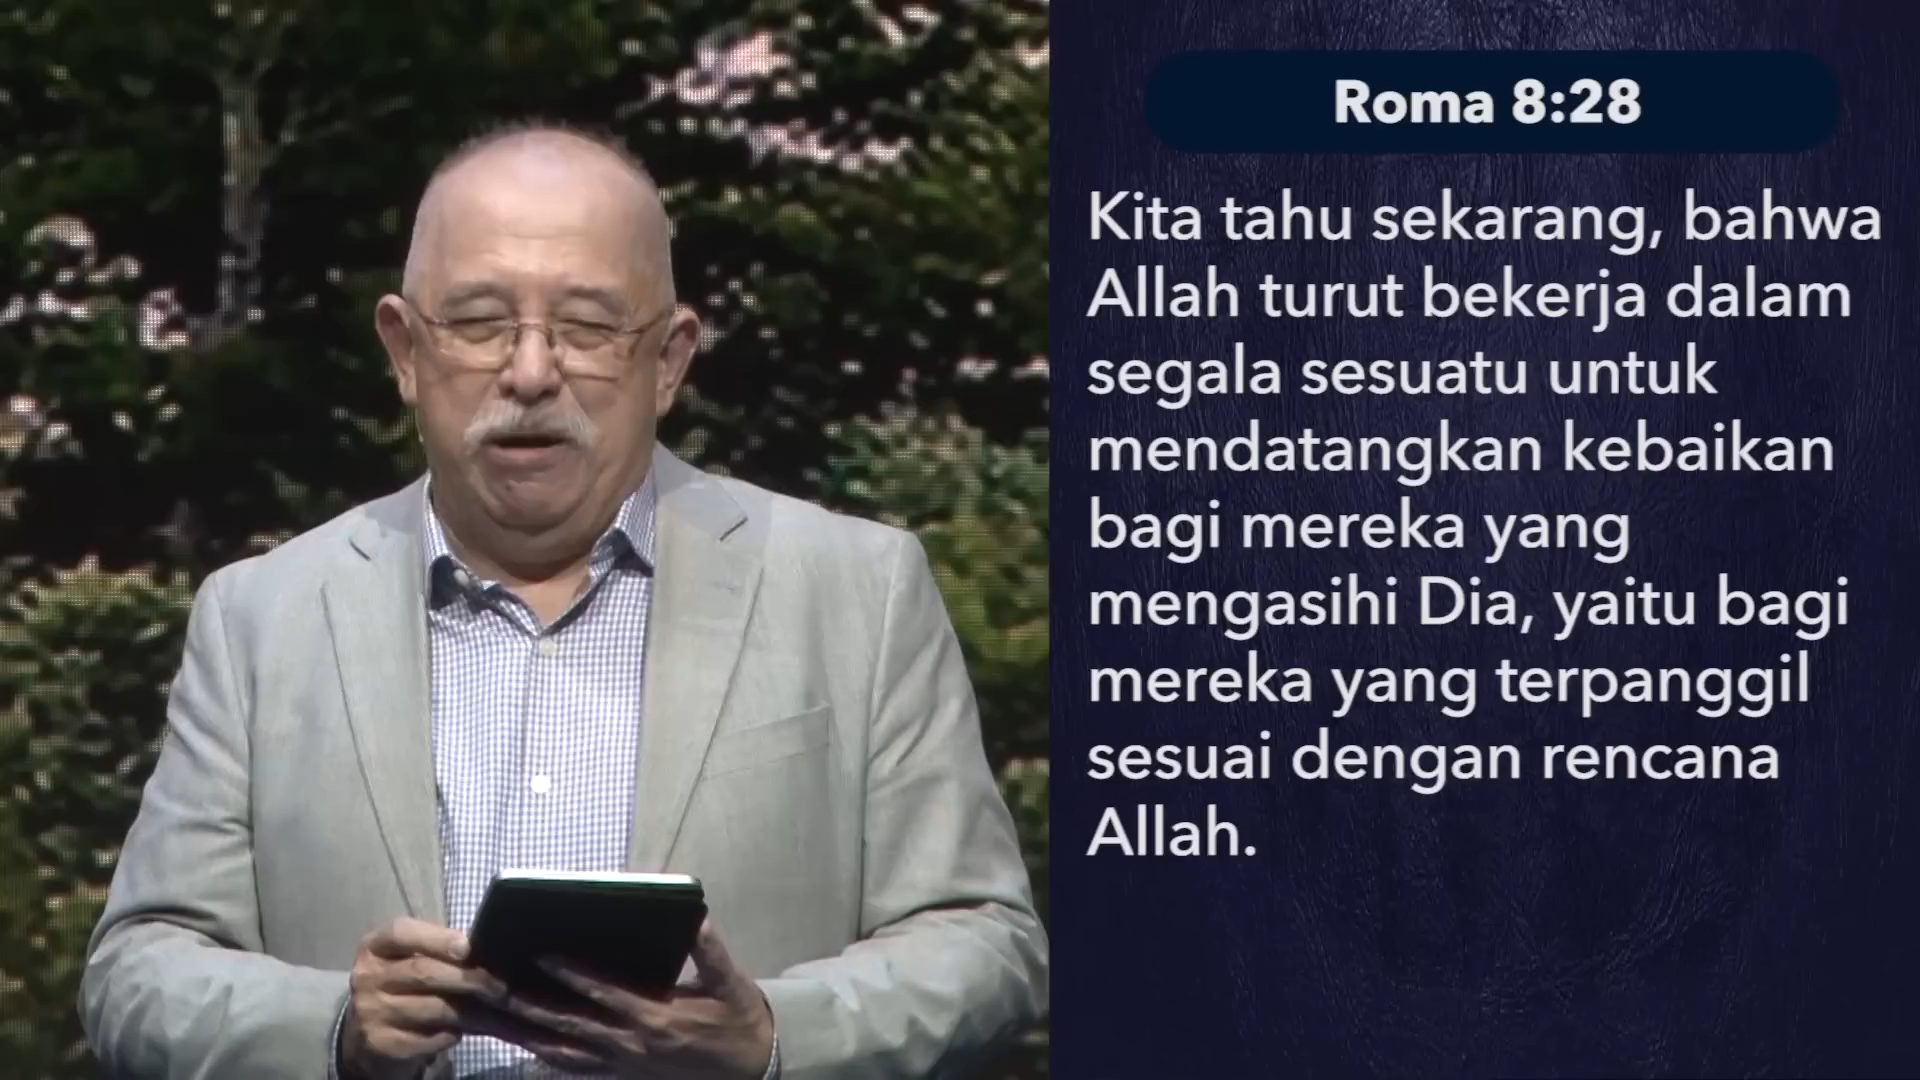 Roma 8:28
Kita tahu sekarang, bahwa
Allah turut bekerja dalam
segala sesuatu untuk
mendatangkan kebaikan
bagi mereka yang
mengasihi Dia, yaitu bagi
mereka yang terpanggil
sesuai dengan rencana
Allah.